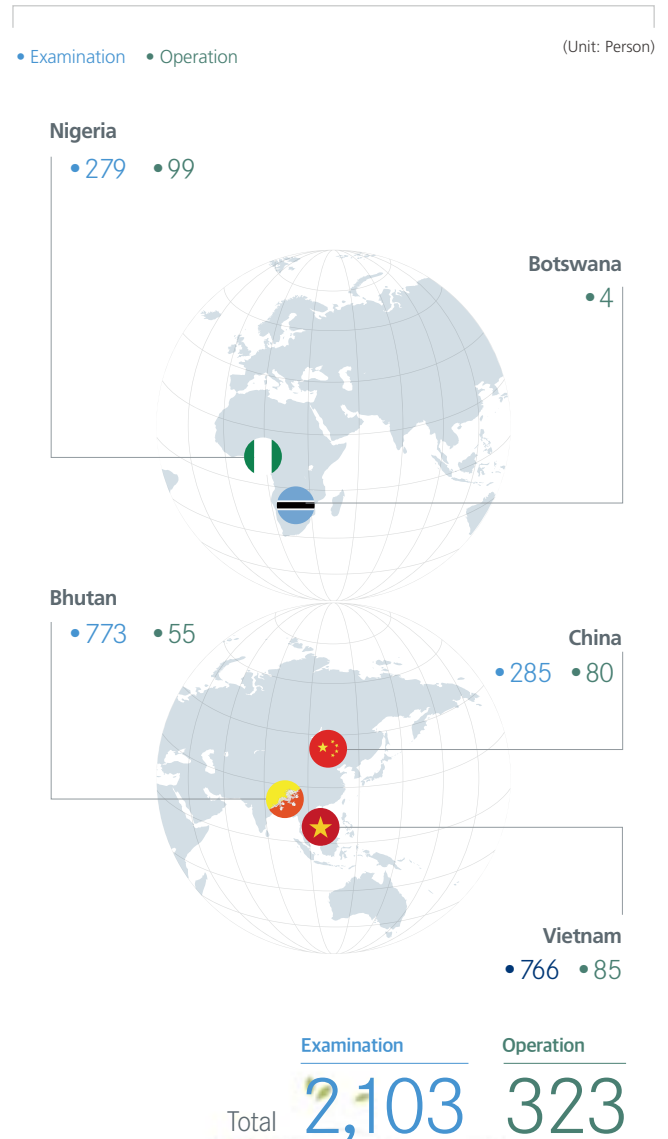 • Examination • Operation
(Unit: Person)
Nigeria
• 279 • 99
Botswana
• 4
Bhutan
• 773 • 55
China
• 285 • 80
Vietnam
• 766 • 85
Examination Operation
Total 2,103 323